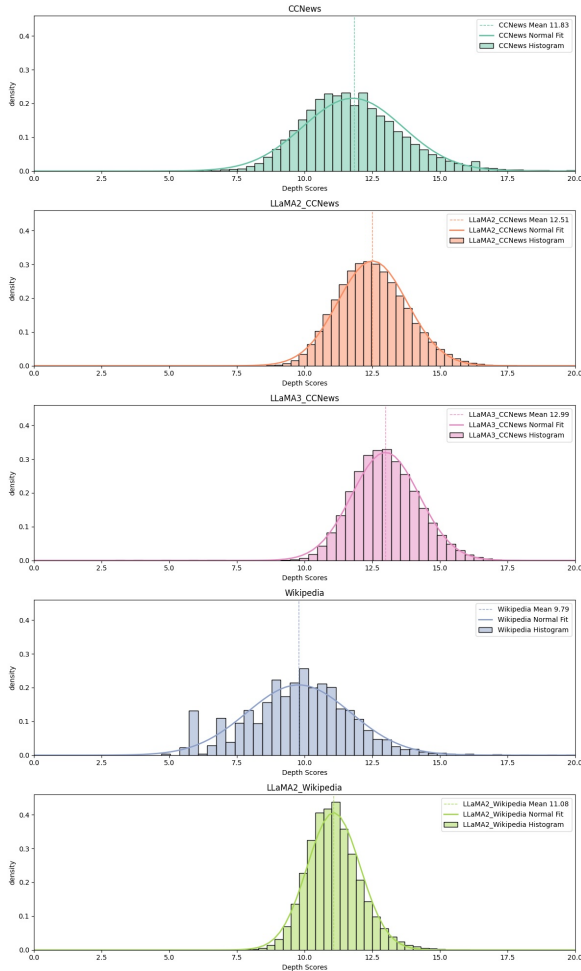 CCNews
CCNews Mean 11.83
CCNews Normal Fit
CCNews Histogram
density
0.4
0.3
0.2
0.1
0.0
0.0 2.5 5.0 7.5 10.0 12.5 15.0 17.5 20.0
Depth Scores
LLaMA2_CCNews
LLaMA2_CCNews Mean 12.51
LLaMA2_CCNews Normal Fit
LLaMA2_CCNews Histogram
density
0.4
0.3
0.2
0.1
0.0
0.0 2.5 5.0 7.5 10.0 12.5 15.0 17.5 20.0
Depth Scores
LLAMA3_CCNews
LLaMA3_CCNews Mean 12.99
LLaMA3_CCNews Normal Fit
LLaMA3_CCNews Histogram
density
0.4
0.3
0.2
0.1
0.0
0.0 2.5 5.0 7.5 10.0 12.5 15.0 17.5 20.0
Depth Scores
Wikipedia
Wikipedia Mean 9.79
Wikipedia Normal Fit
Wikipedia Histogram
density
0.4
0.3
0.2
0.1
0.0
0.0 2.5 5.0 7.5 10.0 12.5 15.0 17.5 20.0
Depth Scores
LLaMA2_Wikipedia
LLaMA2_Wikipedia Mean 11.08
LLaMA2_Wikipedia Normal Fit
LLaMA2_Wikipedia Histogram
density
0.4
0.3
0.2
0.1
0.0
0.0 2.5 5.0 7.5 10.0 12.5 15.0 17.5 20.0
Depth Scores